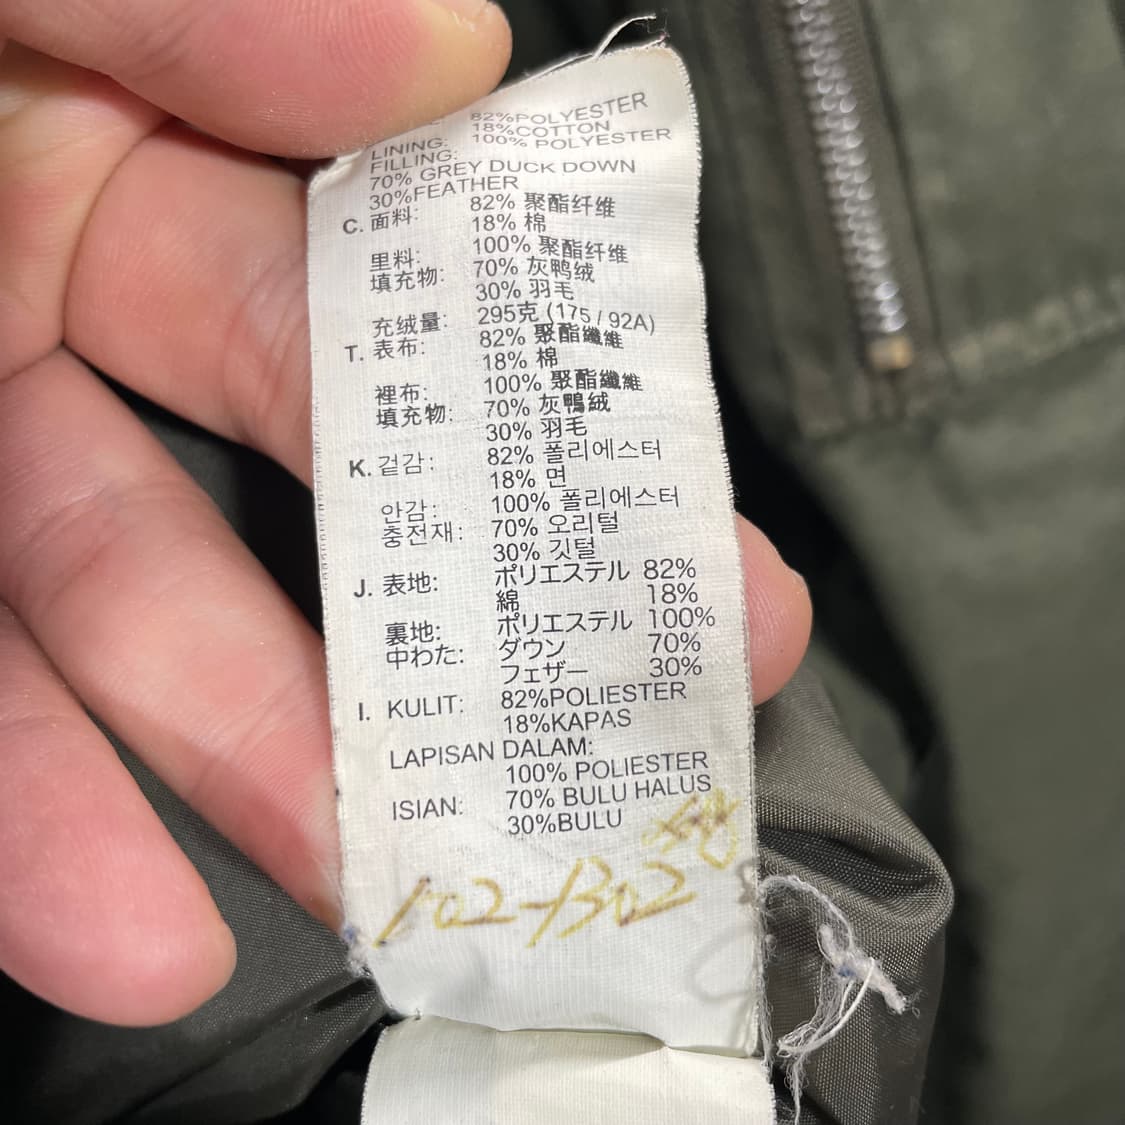 82%POLYESTER
18%COTTON
LINING: 100% POLYESTER
FILLING:
70% GREY DUCK DOWN
30%FEATHER
C. 面料: 82% 聚酯纤维
18% 棉
里料: 100% 聚酯纤维
填充物: 70% 灰鸭绒
30% 羽毛
充绒量: 295克 (175 / 92A)
T. 表布: 82% 聚酯纖維
18% 棉
裡布: 100% 聚酯纖維
填充物: 70% 灰鴨絨
30% 羽毛
K. 겉감: 82% 폴리에스터
18% 면
안감: 100% 폴리에스터
충전재: 70% 오리털
30% 깃털
J. 表地: ポリエステル 82%
綿 18%
裏地: ポリエステル 100%
中わた: ダウン 70%
フェザー 30%
I. KULIT: 82%POLIESTER
18%KAPAS
LAPISAN DALAM:
100% POLIESTER
ISIAN: 70% BULU HALUS
30%BULU
102-1302